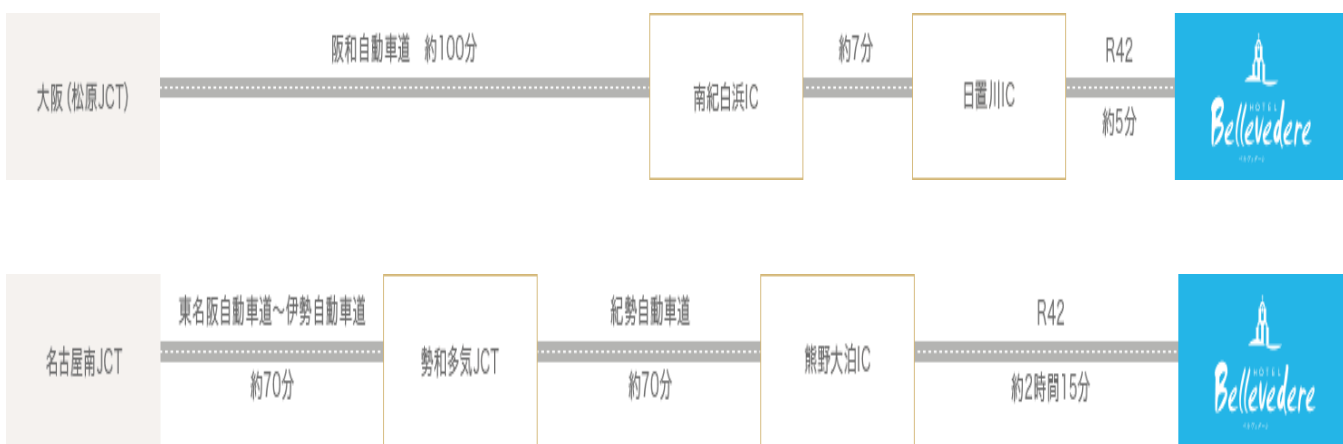 阪和自動車道 約100分
約7分
R42
大阪(松原JCT)
南紀白浜IC
日置川IC
約5分
HOTEL
Bellevedere
東名阪自動車道〜伊勢自動車道
紀勢自動車道
R42
名古屋南JCT
勢和多気JCT
熊野大泊IC
約70分
約70分
約2時間15分
HOTEL
Bellevedere